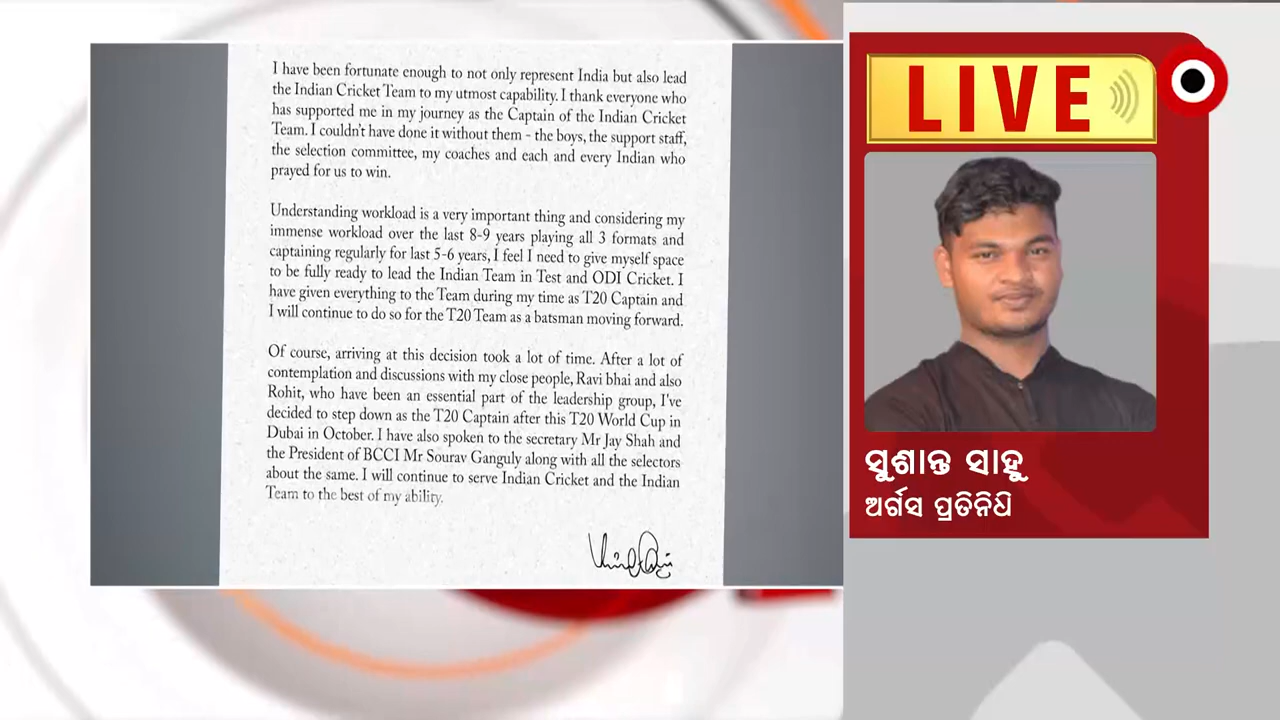 I have been fortunate enough to not only represent India but also lead
the Indian Cricket Team to my utmost capability. I thank everyone who
has supported me in my journey as the Captain of the Indian Cricket
Team. I couldn't have done it without them - the boys, the support staff,
the selection committee, my coaches and each and every Indian who
prayed for us to win.
Understanding workload is a very important thing and considering my
immense workload over the last 8-9 years playing all 3 formats and
captaining regularly for last 5-6 years, I feel I need to give myself space
to be fully ready to lead the Indian Team in Test and ODI Cricket. I
have given everything to the Team during my time as T20 Captain and
I will continue to do so for the T20 Team as a batsman moving forward.
Of course, arriving at this decision took a lot of time. After a lot of
contemplation and discussions with my close people, Ravi bhai and also
Rohit, who have been an essential part of the leadership group, I've
decided to step down as the T20 Captain after this T20 World Cup in
Dubai in October. I have also spoken to the secretary Mr Jay Shah and
the President of BCCI Mr Sourav Ganguly along with all the selectors
about the same. I will continue to serve Indian Cricket and the Indian
Team to the best of my ability.
LIVE
ସୁଶାନ୍ତ ସାହୁ
ଅର୍ଗସ ପ୍ରତିନିଧି